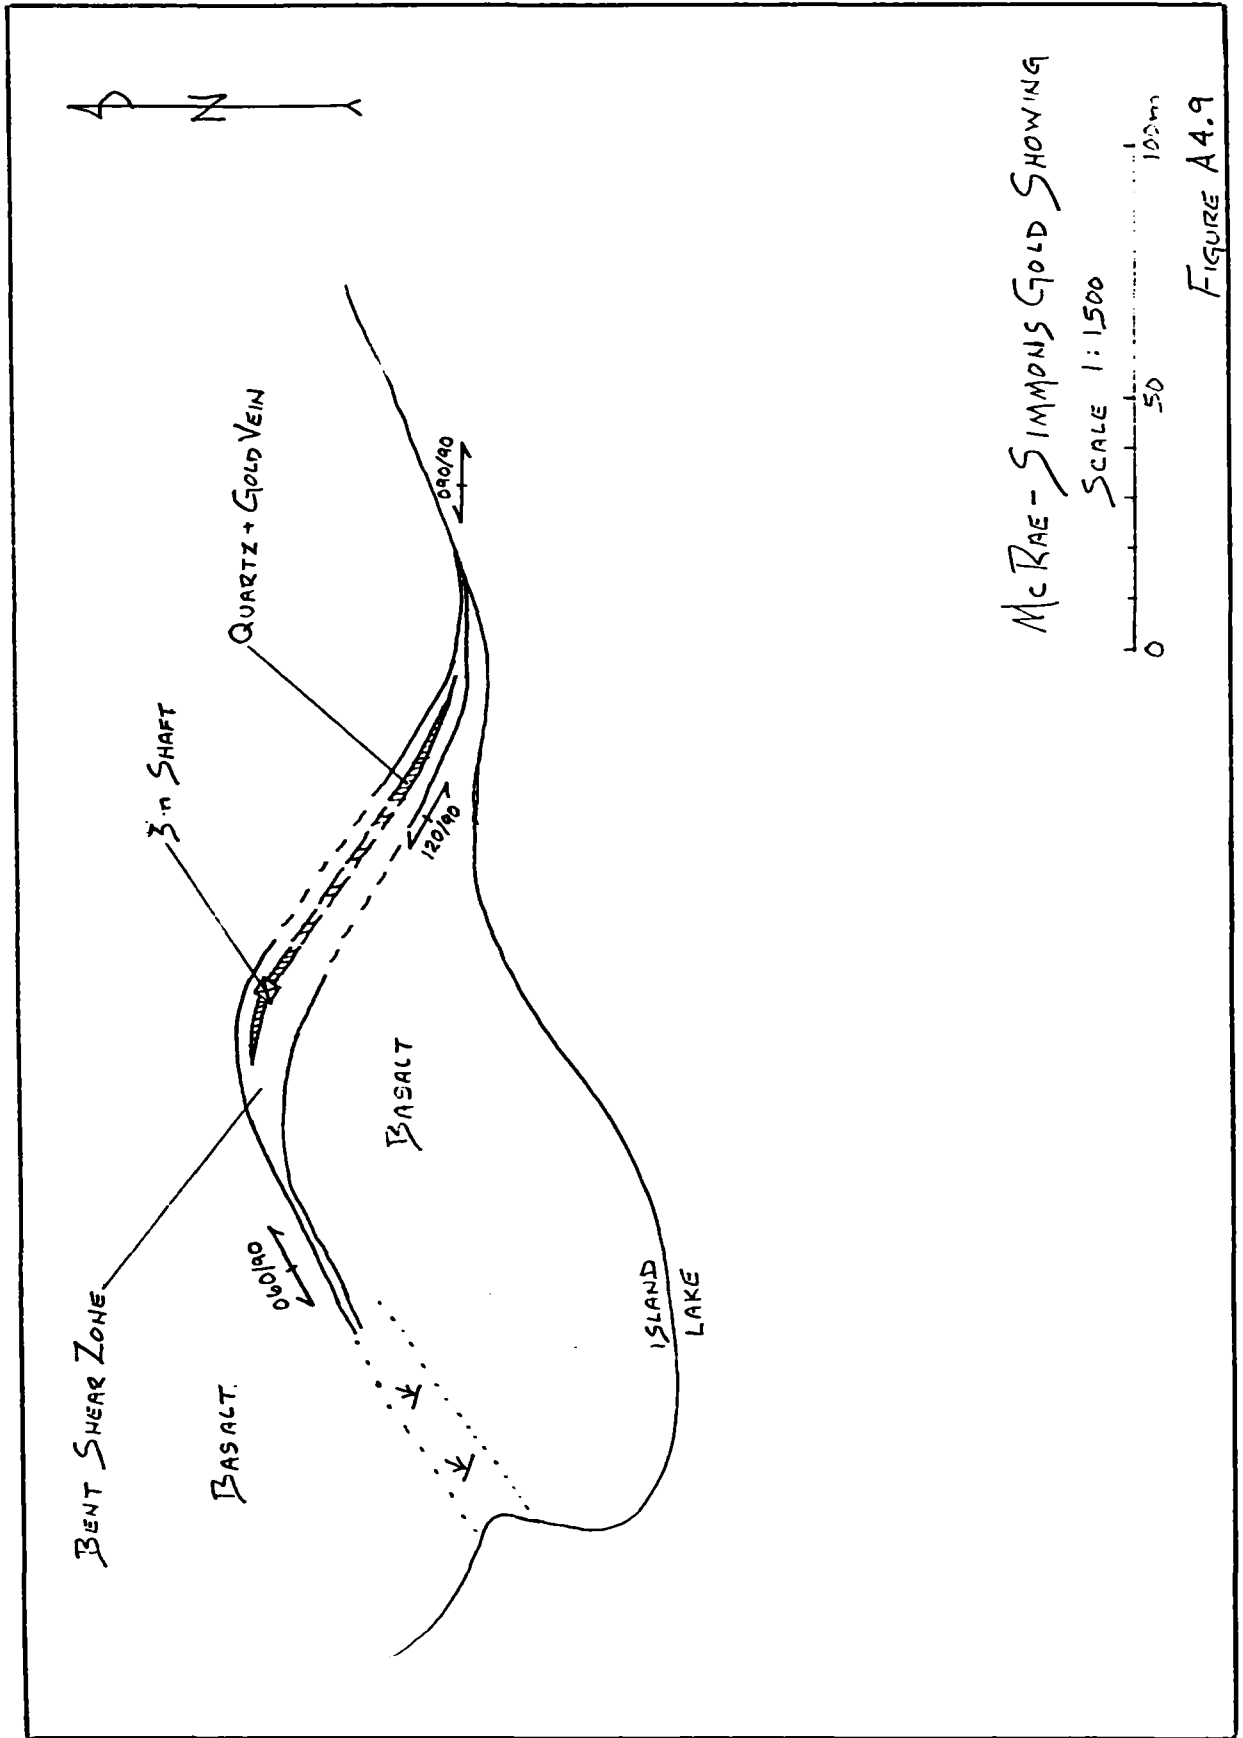 N
BENT SHEAR ZONE
3m SHAFT
QUARTZ + GOLD VEIN
BASALT.
060/90
120/90
090/90
BASALT
ISLAND
LAKE
McRAE - SIMMONS GOLD SHOWING
SCALE 1:1500
0 50 100m
FIGURE A4.9